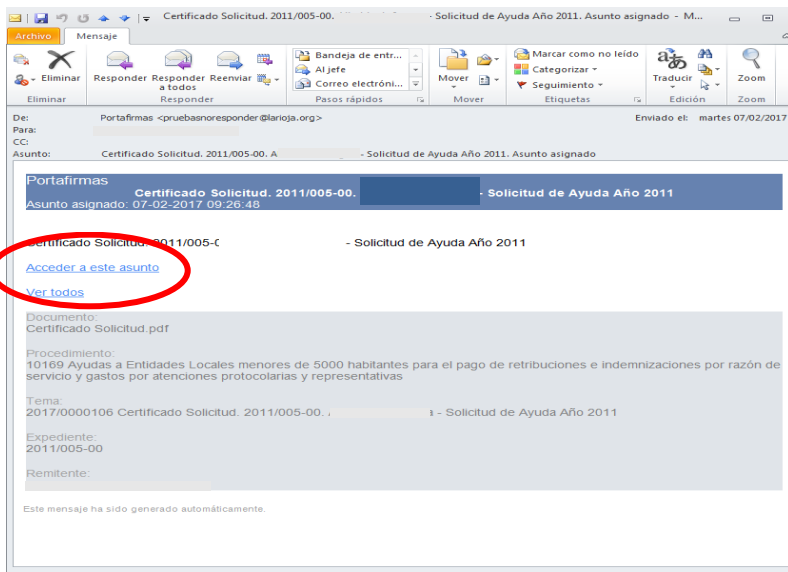 Certificado Solicitud. 2011/005-00. - Solicitud de Ayuda Año 2011. Asunto asignado - M...
Archivo Mensaje
Eliminar
Responder Responder a todos Reenviar
Bandeja de entr...
Al jefe
Correo electróni...
Mover
Marcar como no leído
Categorizar
Seguimiento
Traducir
Zoom
Eliminar Responder Pasos rápidos Mover Etiquetas Edición Zoom
De: Portafirmas <pruebasnoresponder@larioja.org> Enviado el: martes 07/02/2017
Para:
CC:
Asunto: Certificado Solicitud. 2011/005-00. A - Solicitud de Ayuda Año 2011. Asunto asignado
Portafirmas
Certificado Solicitud. 2011/005-00. - Solicitud de Ayuda Año 2011
Asunto asignado: 07-02-2017 09:26:48
Certificado Solicitud. 2011/005- - Solicitud de Ayuda Año 2011
Acceder a este asunto
Ver todos
Documento:
Certificado Solicitud.pdf
Procedimiento:
10169 Ayudas a Entidades Locales menores de 5000 habitantes para el pago de retribuciones e indemnizaciones por razón de
servicio y gastos por atenciones protocolarias y representativas
Tema:
2017/0000106 Certificado Solicitud. 2011/005-00. - Solicitud de Ayuda Año 2011
Expediente:
2011/005-00
Remitente:
Este mensaje ha sido generado automáticamente.